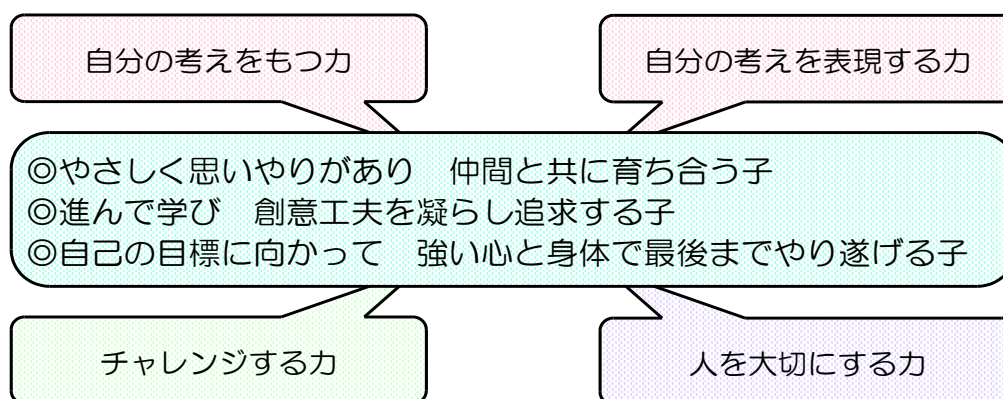 自分の考えをもつ力
自分の考えを表現する力
◎やさしく思いやりがあり　仲間と共に育ち合う子
◎進んで学び　創意工夫を凝らし追求する子
◎自己の目標に向かって　強い心と身体で最後までやり遂げる子
チャレンジする力
人を大切にする力